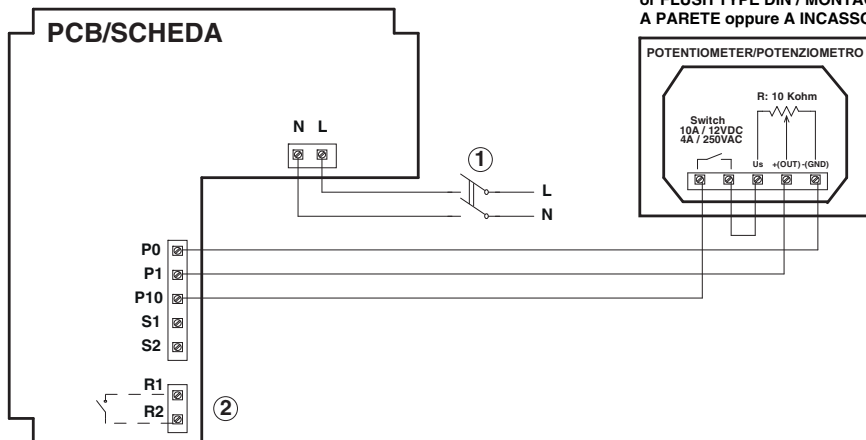 or FLUSH TYPE DIN / MONTA
A PARETE oppure A INCASSO
PCB/SCHEDA
POTENTIOMETER/POTENZIOMETRO
R: 10 Kohm
Switch
10A / 12VDC
4A / 250VAC
Us +(OUT) -(GND)
N L
1
L
N
P0
P1
P10
S1
S2
R1
R2
2